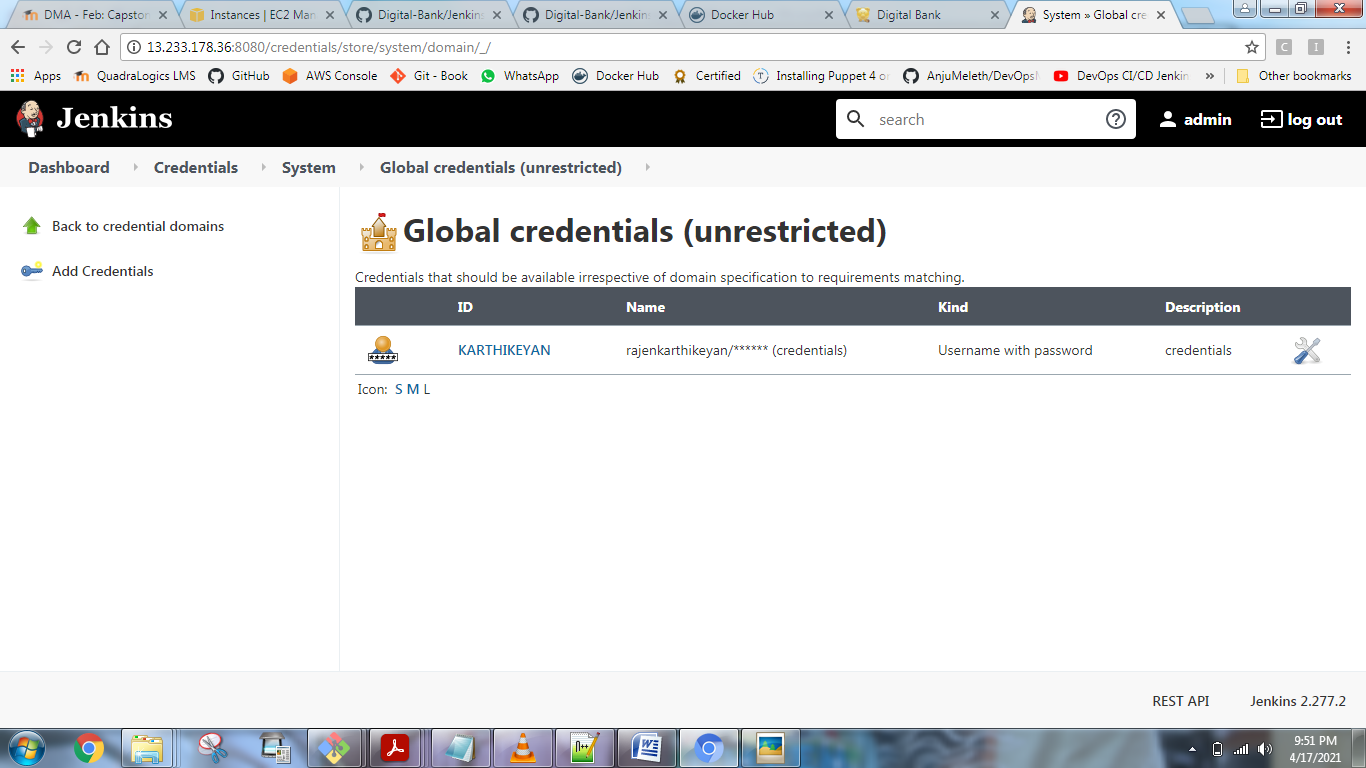 DMA - Feb: Capston
Instances | EC2 Man
Digital-Bank/Jenkins
Digital-Bank/Jenkins
Docker Hub
Digital Bank
System » Global cre
13.233.178.36:8080/credentials/store/system/domain/_/
C
I
Apps
QuadraLogics LMS
GitHub
AWS Console
Git - Book
WhatsApp
Docker Hub
Certified
Installing Puppet 4 o
AnjuMeleth/DevOps
DevOps CI/CD Jenkin
»
Other bookmarks
Jenkins
search
admin
log out
Dashboard
Credentials
System
Global credentials (unrestricted)
Back to credential domains
Add Credentials
Global credentials (unrestricted)
Credentials that should be available irrespective of domain specification to requirements matching.
ID Name Kind Description
KARTHIKEYAN rajenkarthikeyan/****** (credentials) Username with password credentials
Icon: S M L
REST API Jenkins 2.277.2
9:51 PM
4/17/2021